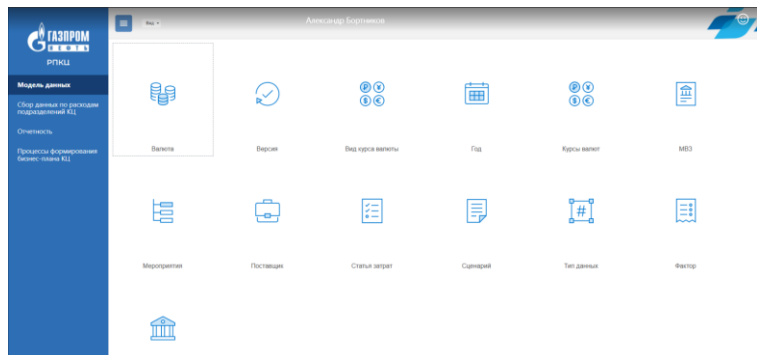 ГАЗПРОМ
НЕФТЬ
РПКЦ
Модель данных
Сбор данных по расходам
подразделений КЦ
Отчетность
Процессы формирования
бизнес-плана КЦ
Вид
Александр Бортников
Валюта
Версия
Вид курса валюты
Год
Курсы валют
МВЗ
Мероприятия
Поставщик
Статья затрат
Сценарий
Тип данных
Фактор